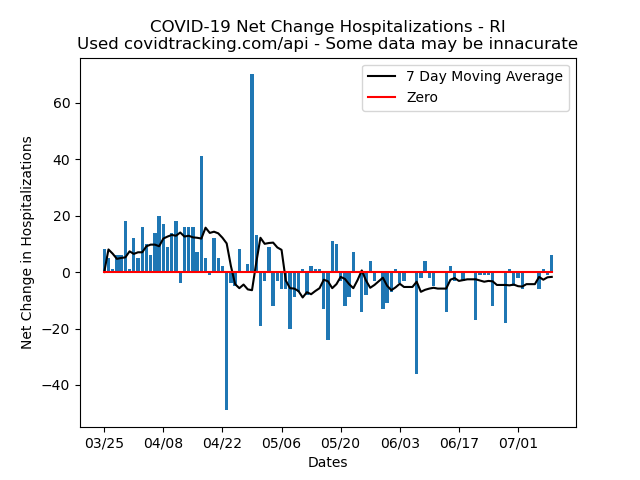 COVID-19 Net Change Hospitalizations - RI
Used covidtracking.com/api - Some data may be innacurate
7 Day Moving Average
Zero
Net Change in Hospitalizations
60
40
20
0
−20
−40
03/25 04/08 04/22 05/06 05/20 06/03 06/17 07/01
Dates